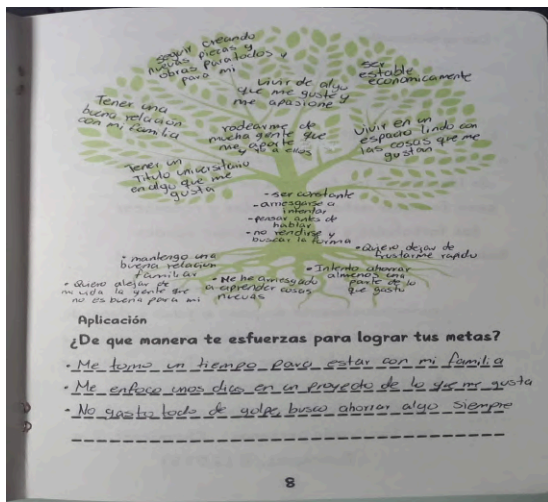 seguir creando
nuevas piezas y
obras para todos y
para mi
ser
estable
economicamente
vivir de algo
que me guste y
me apasione
Tener una
buena relacion
con mi familia
rodearme de
mucha gente que
me aporte
y yo a ellos
vivir en un
espacio lindo con
las cosas que me
gustan
Tener un
Titulo universitario
en algo que me
gusta
- ser constante
- arriesgarse a
intentar
- pensar antes de
hablar
- no rendirse y
buscar la forma
• Quiero dejar de
frustarme rapido
• mantengo una
buena relacion
familiar
• Intento ahorrar
almenos una
parte de lo
que gasto
• Quiero alejar de
mi vida la gente que
no es buena para mi
• Me he arriesgado
a emprender cosas
nuevas
Aplicación
¿De que manera te esfuerzas para lograr tus metas?
• Me tomo un tiempo para estar con mi familia
• Me enfoco unos dias en un proyecto de lo que me gusta
• No gasto todo de golpe, busco ahorrar algo siempre
8